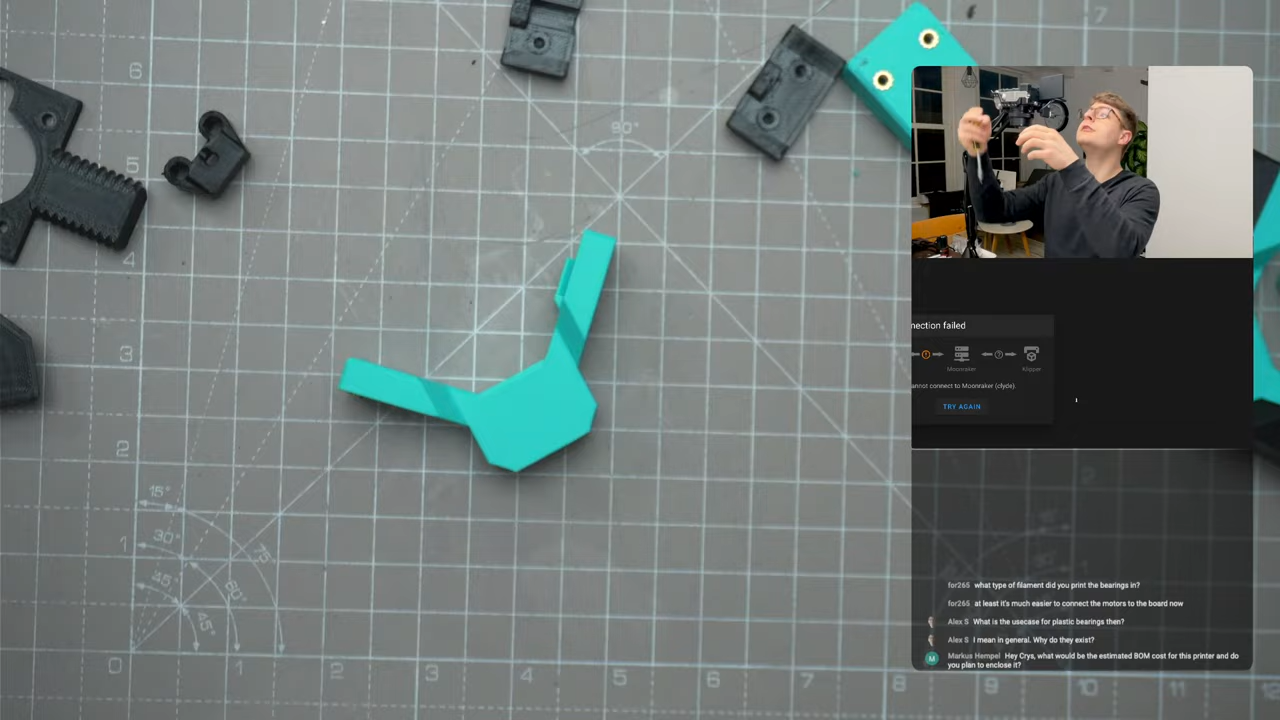 7
6
90°
5
4
nection failed
3
Moonraker
Klipper
annot connect to Moonraker (clyde).
TRY AGAIN
2
15°
30°
75°
1
45°
60°
45°
for265 what type of filament did you print the bearings in?
for265 at least it's much easier to connect the motors to the board now
Alex S What is the usecase for plastic bearings then?
Alex S I mean in general. Why do they exist?
M Markus Hempel Hey Crys, what would be the estimated BOM cost for this printer and do
you plan to enclose it?
0 1 2 3 4 5 6 7 8 9 10 11 12